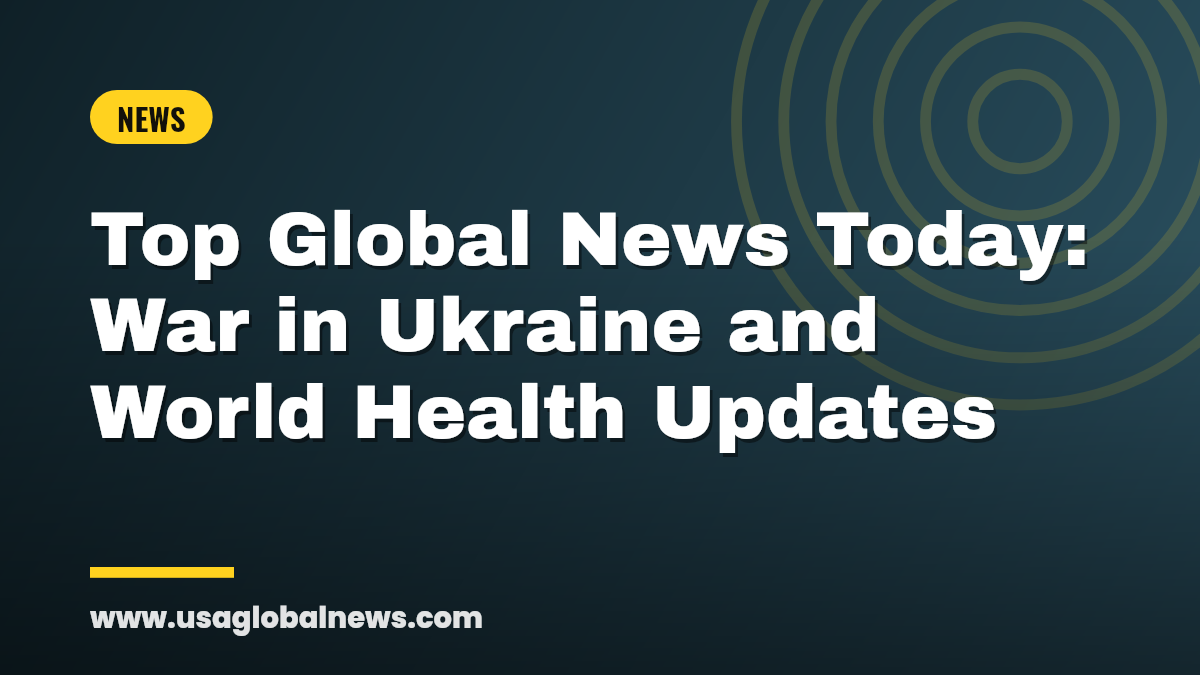 NEWS
Top Global News Today:
War in Ukraine and
World Health Updates
www.usaglobalnews.com